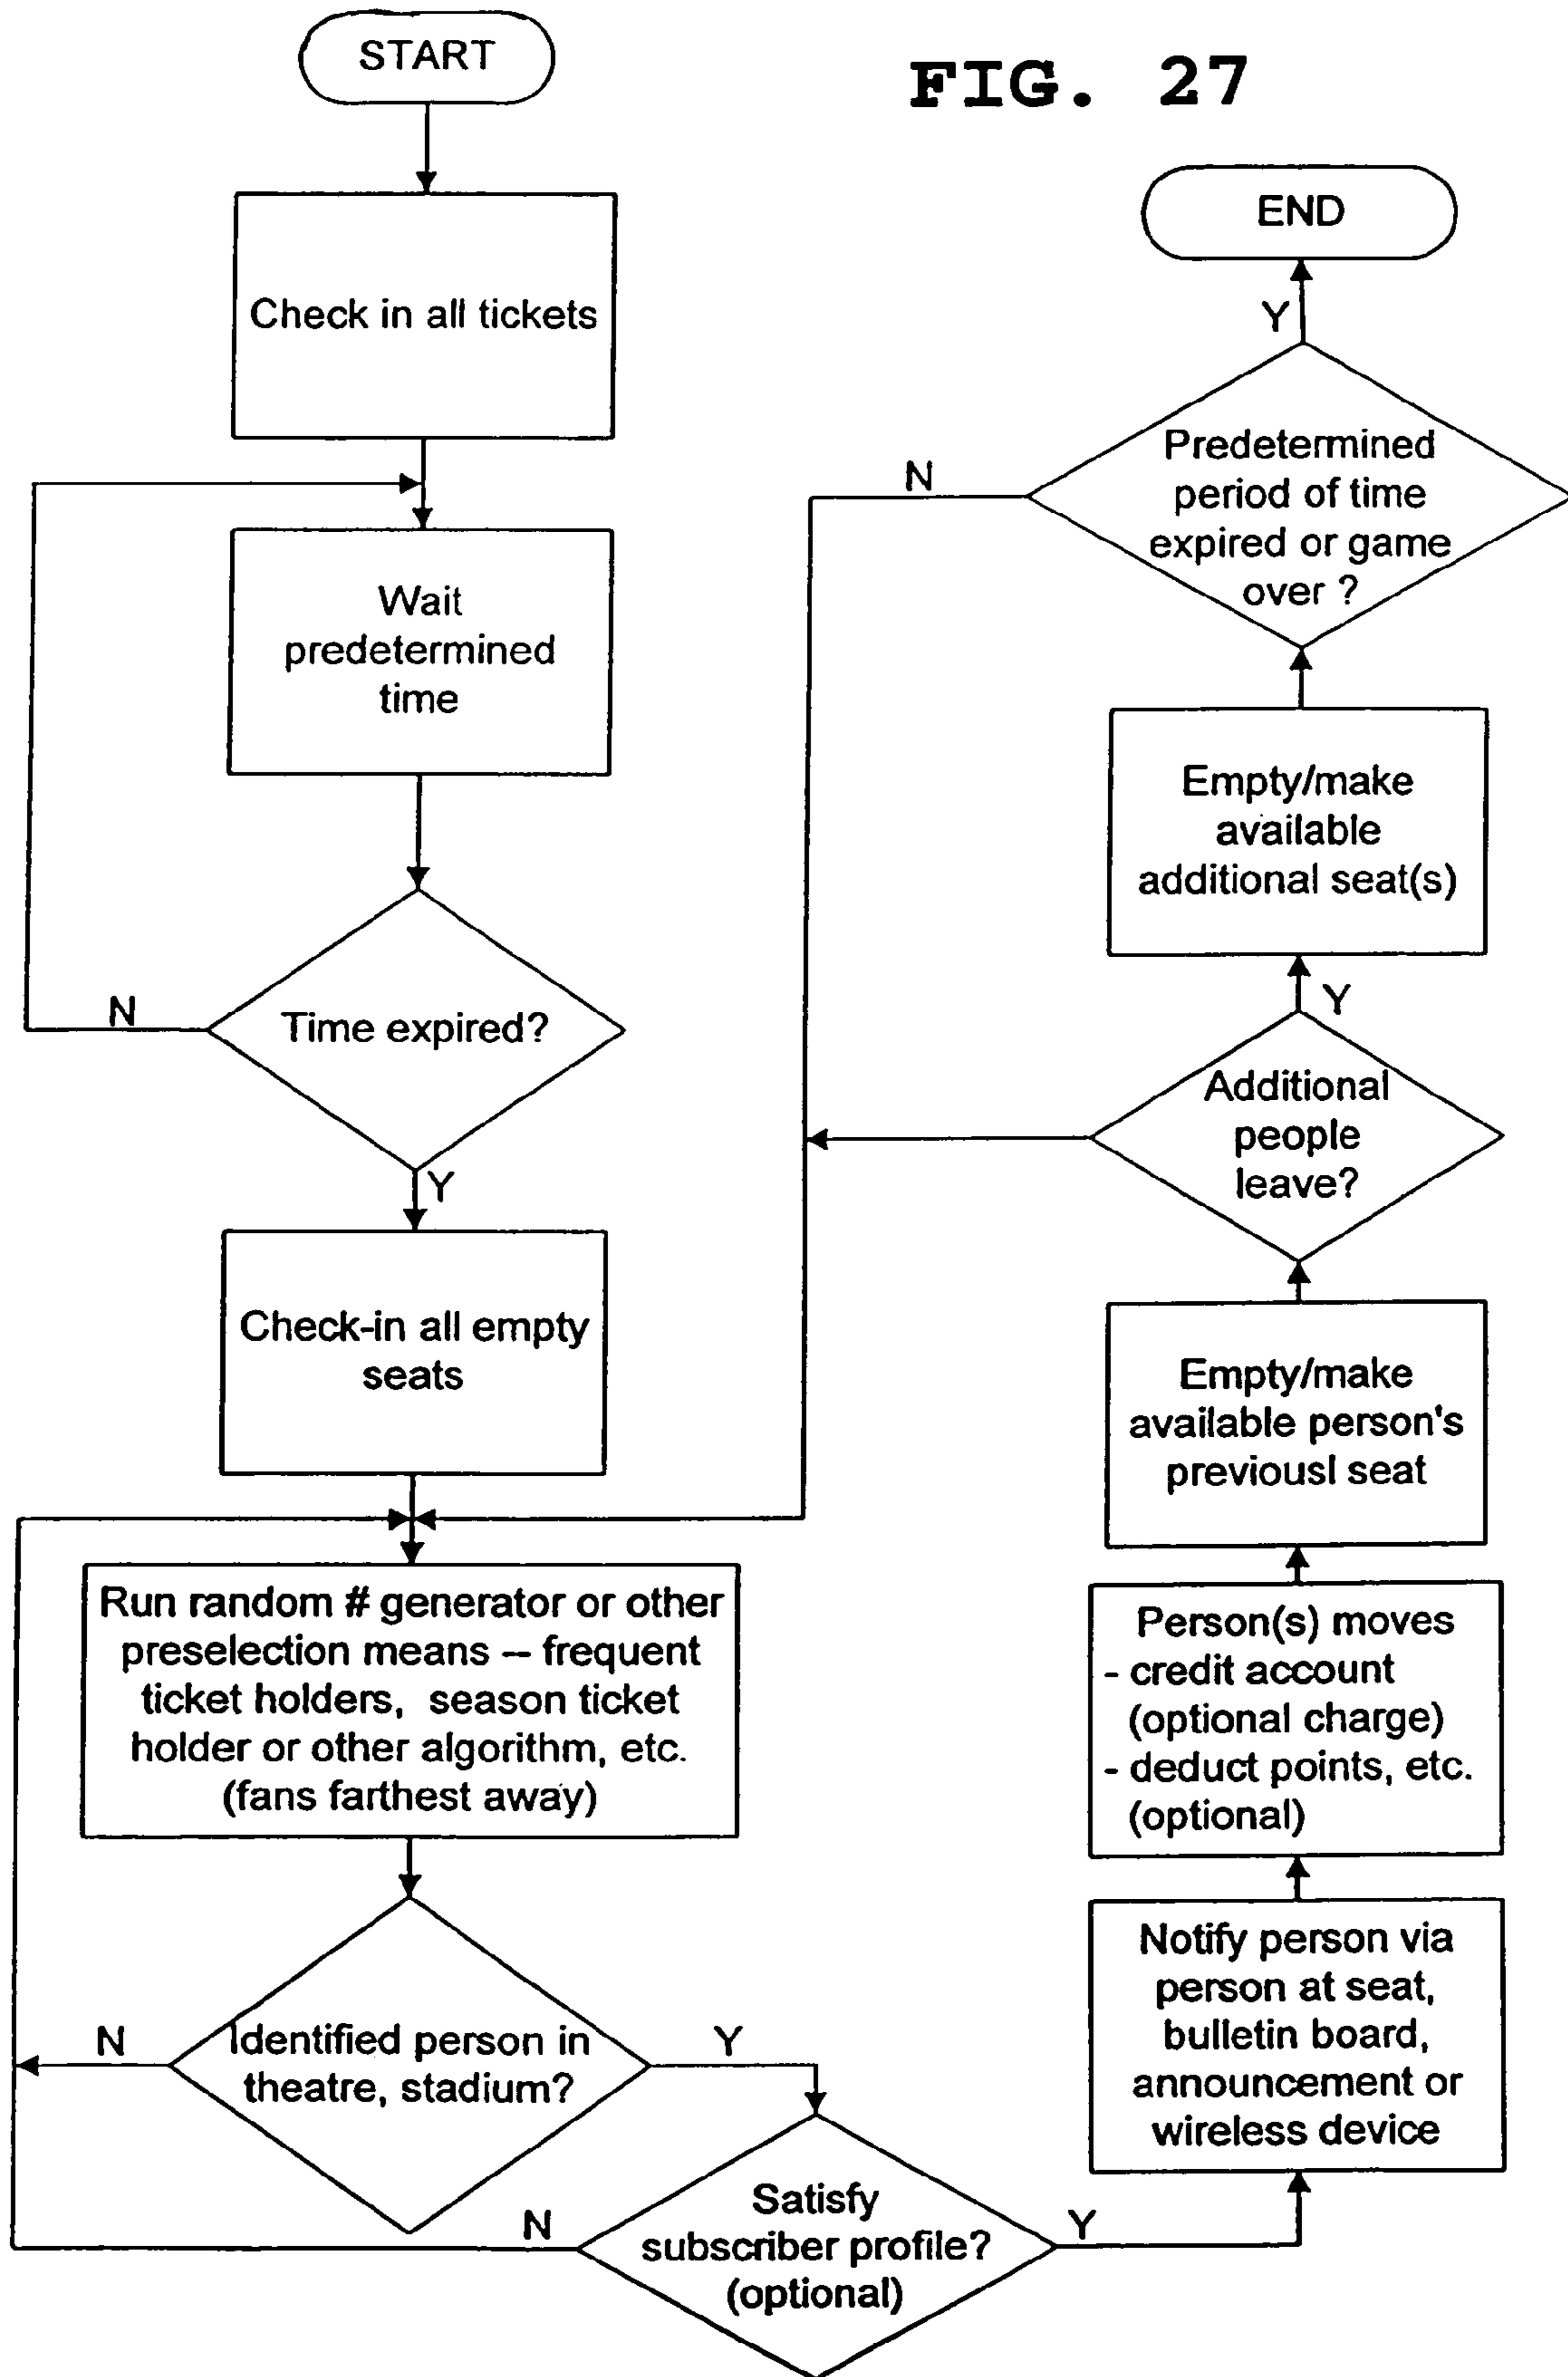 START
FIG. 27
Check in all tickets
Wait
predetermined
time
N
Time expired?
Y
Check-in all empty
seats
Run random # generator or other
preselection means -- frequent
ticket holders, season ticket
holder or other algorithm, etc.
(fans farthest away)
N
Identified person in
theatre, stadium?
Y
N
Satisfy
subscriber profile?
(optional)
Y
Notify person via
person at seat,
bulletin board,
announcement or
wireless device
Person(s) moves
- credit account
(optional charge)
- deduct points, etc.
(optional)
Empty/make
available person's
previousl seat
Additional
people
leave?
Y
Empty/make
available
additional seat(s)
Predetermined
period of time
expired or game
over ?
N
Y
END